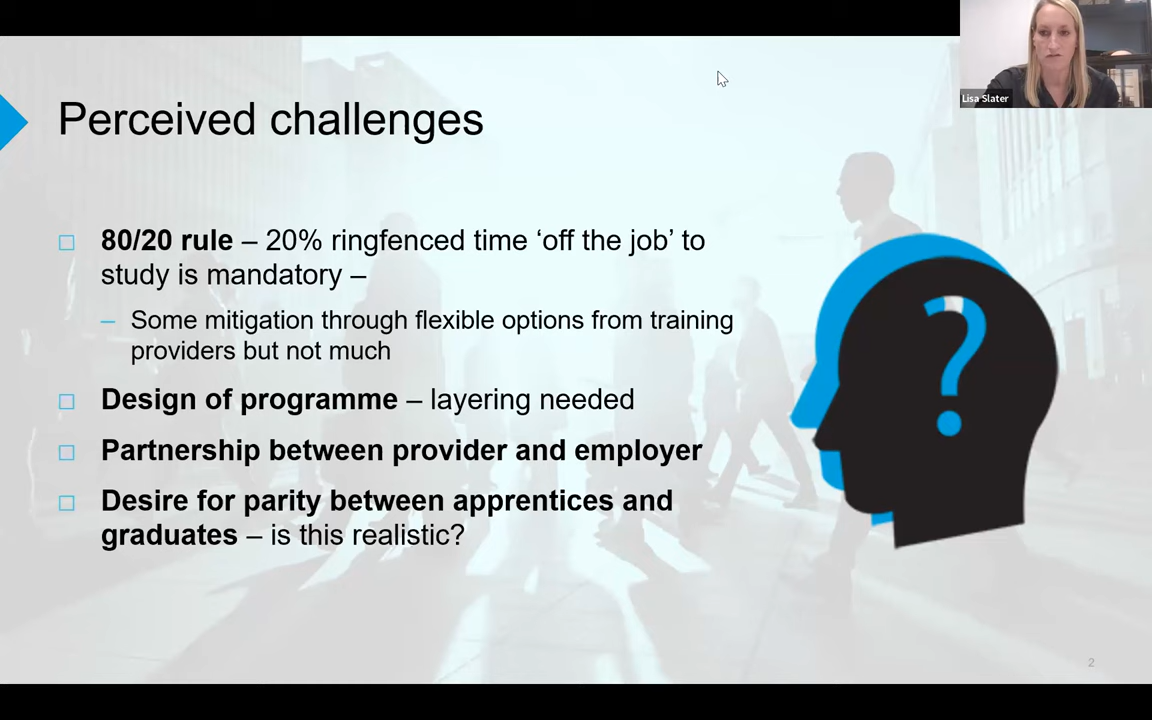 Lisa Slater
Perceived challenges
80/20 rule – 20% ringfenced time ‘off the job’ to
study is mandatory –
– Some mitigation through flexible options from training
providers but not much
Design of programme – layering needed
Partnership between provider and employer
Desire for parity between apprentices and
graduates – is this realistic?
?
2